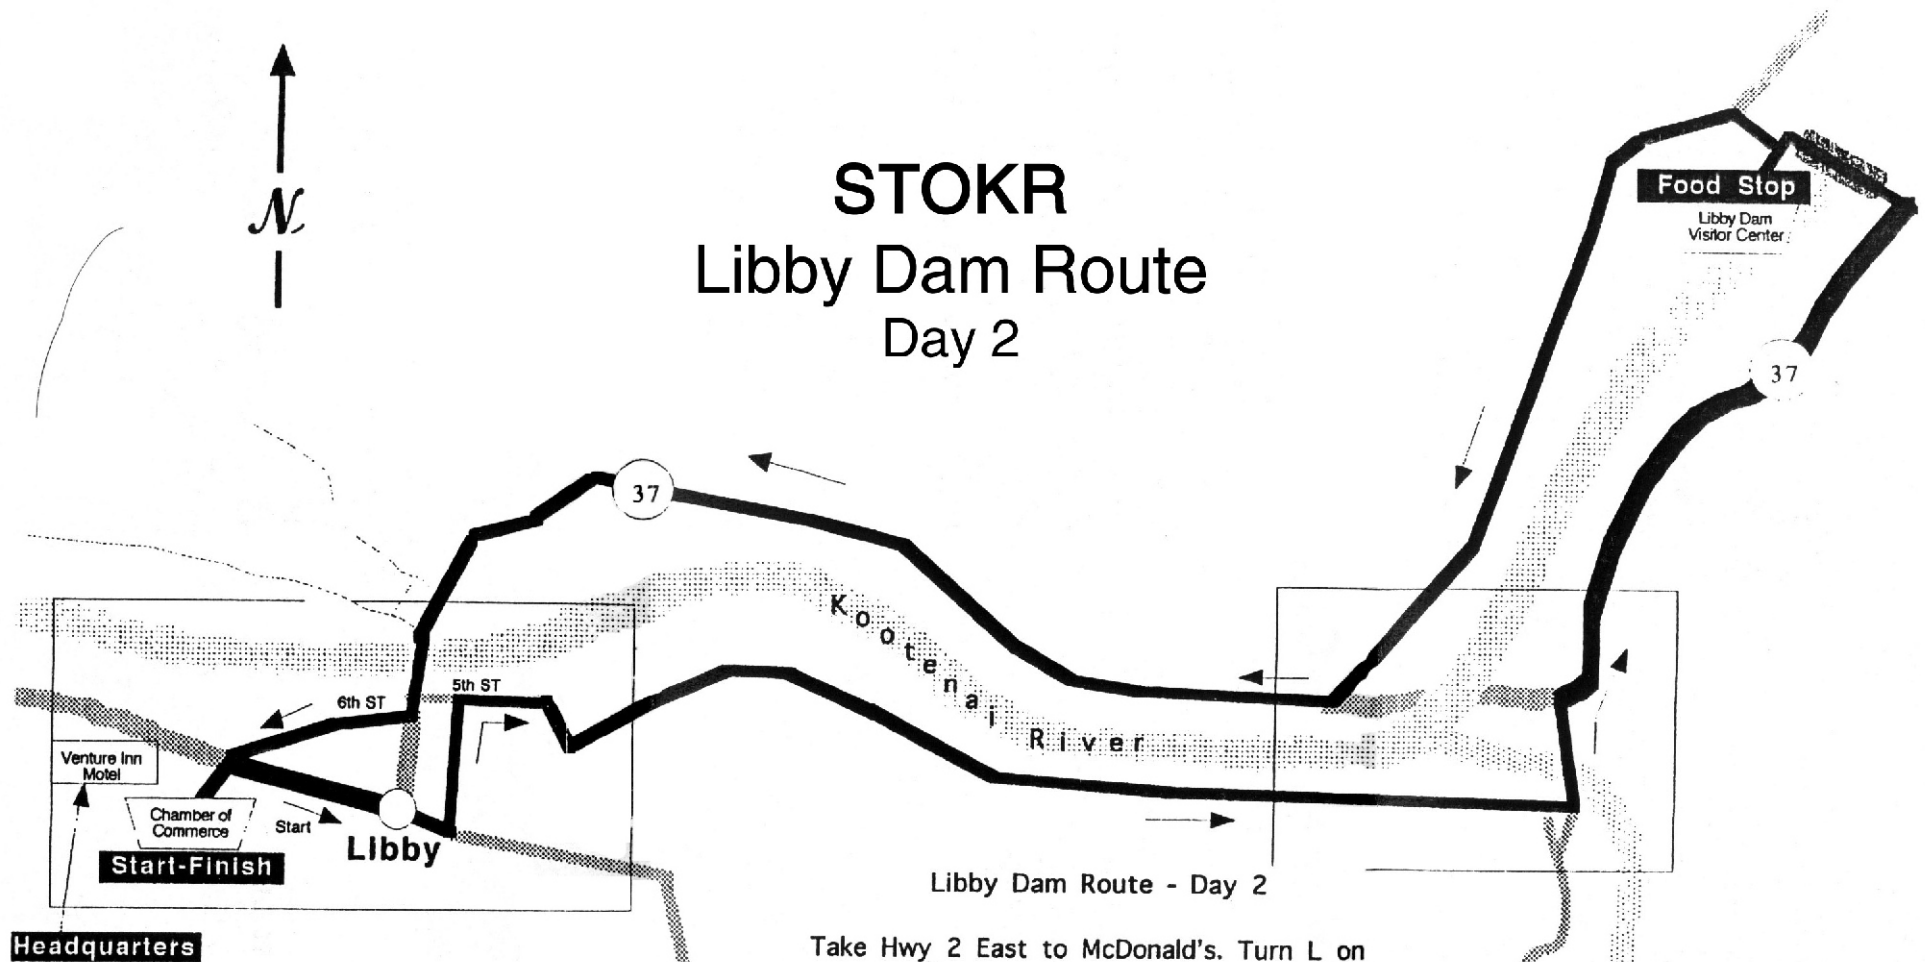 N
STOKR
Libby Dam Route
Day 2
Food Stop
Libby Dam
Visitor Center
37
37
Kootenai River
5th ST
6th ST
Venture Inn
Motel
Chamber of
Commerce
Start
Libby
Start-Finish
Headquarters
Libby Dam Route - Day 2
Take Hwy 2 East to McDonald's. Turn L on